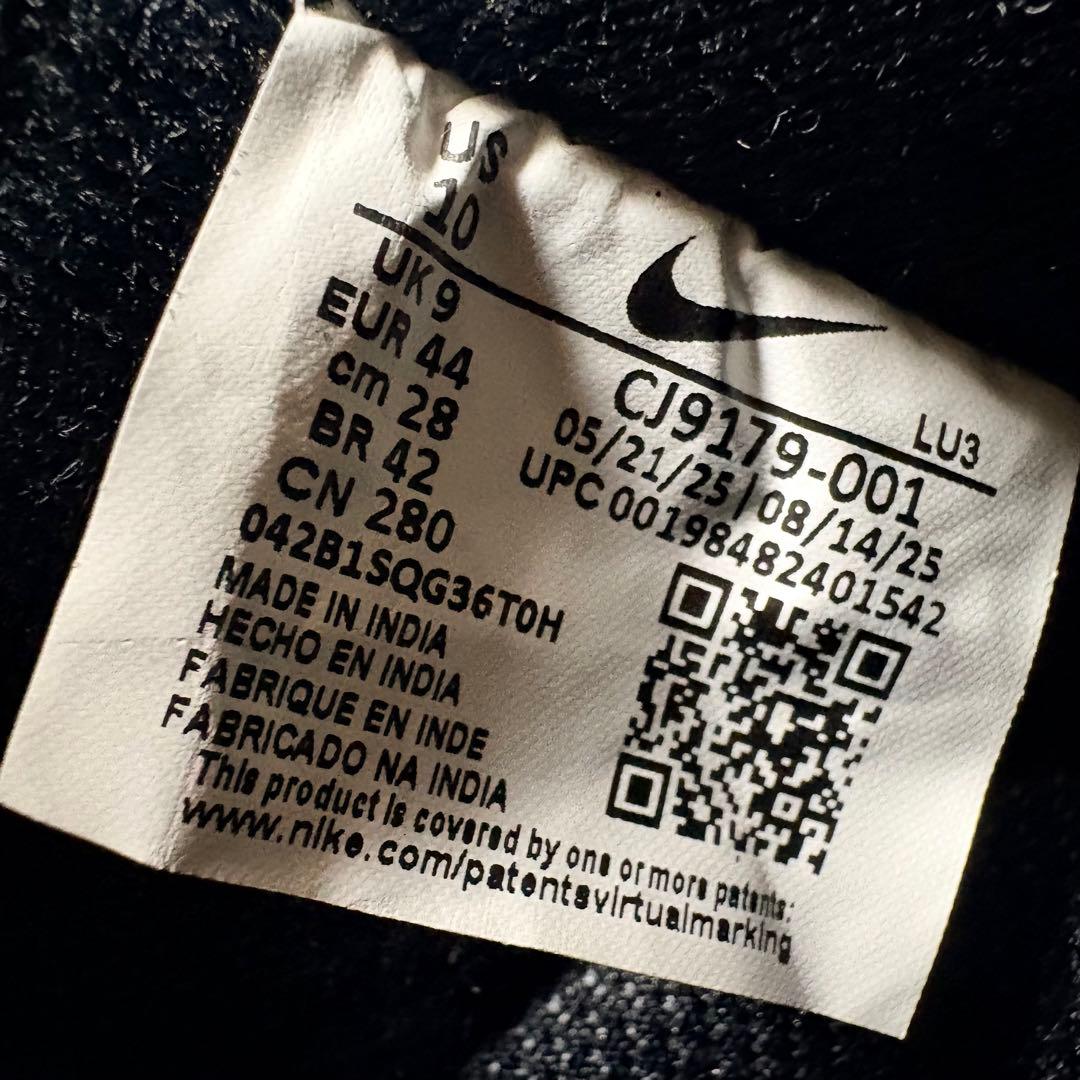 US
10
UK 9
EUR 44
cm 28
BR 42
CN 280
042B1SQG36T0H
MADE IN INDIA
HECHO EN INDIA
FABRIQUE EN INDE
FABRICADO NA INDIA
This product is covered by one or more patents:
www.nike.com/patentsvirtualmarking
LU3
CJ9179-001
05/21/25 | 08/14/25
UPC 00198482401542